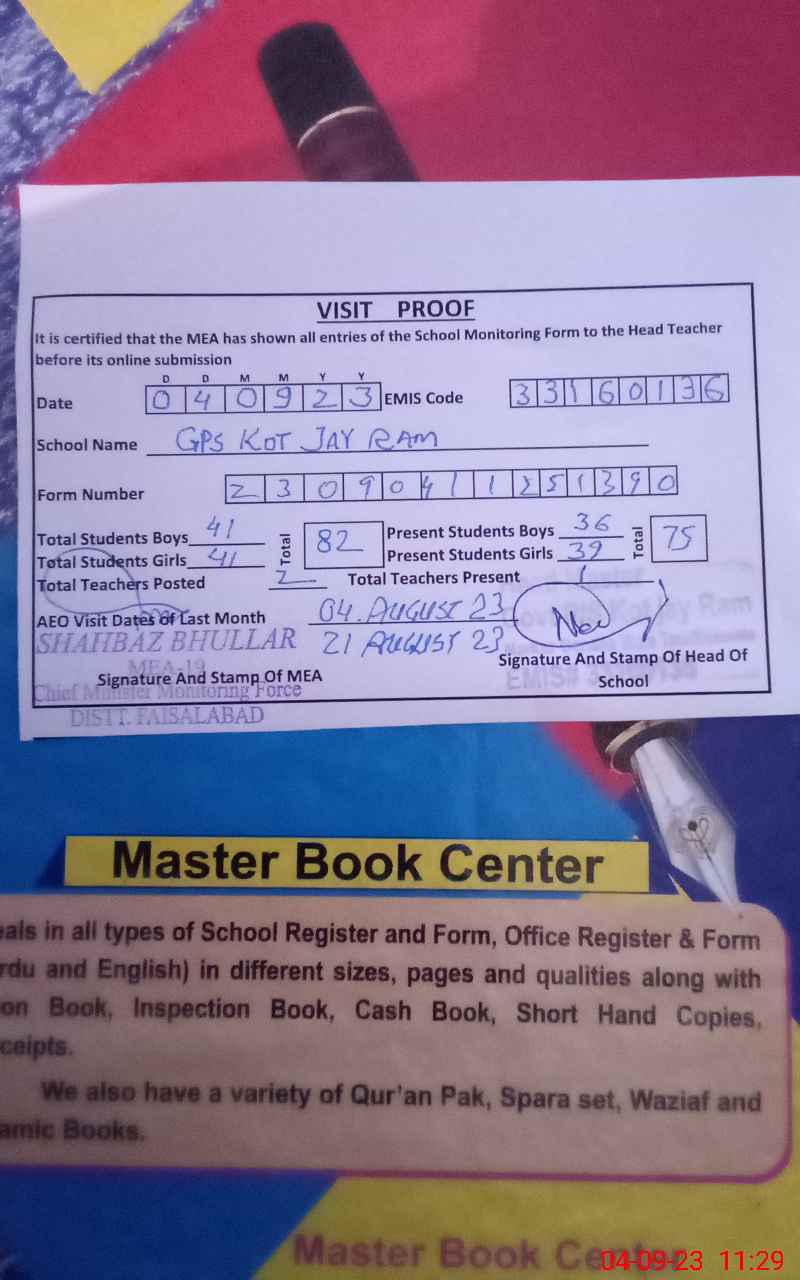 VISIT PROOF
It is certified that the MEA has shown all entries of the School Monitoring Form to the Head Teacher
before its online submission
D D M M Y Y
Date 0 4 0 9 2 3 EMIS Code 3 3 1 6 0 1 3 6
School Name GPS KOT JAY RAM
Form Number 2 3 0 9 0 4 1 1 2 5 1 3 9 0
Total Students Boys 41 Total 82 Present Students Boys 36 Total 75
Total Students Girls 41 Present Students Girls 39
Total Teachers Posted 2 Total Teachers Present 1
AEO Visit Dates of Last Month 04. AUGUST 23
SHAHBAZ BHULLAR 21 AUGUST 23
MEA-19
Signature And Stamp Of MEA Signature And Stamp Of Head Of
School
Chief Minister Monitoring Force
DISTT. FAISALABAD
Master Book Center
eals in all types of School Register and Form, Office Register & Form
rdu and English) in different sizes, pages and qualities along with
on Book, Inspection Book, Cash Book, Short Hand Copies,
ceipts.
We also have a variety of Qur'an Pak, Spara set, Waziaf and
amic Books.
Master Book Center
04-09-23 11:29